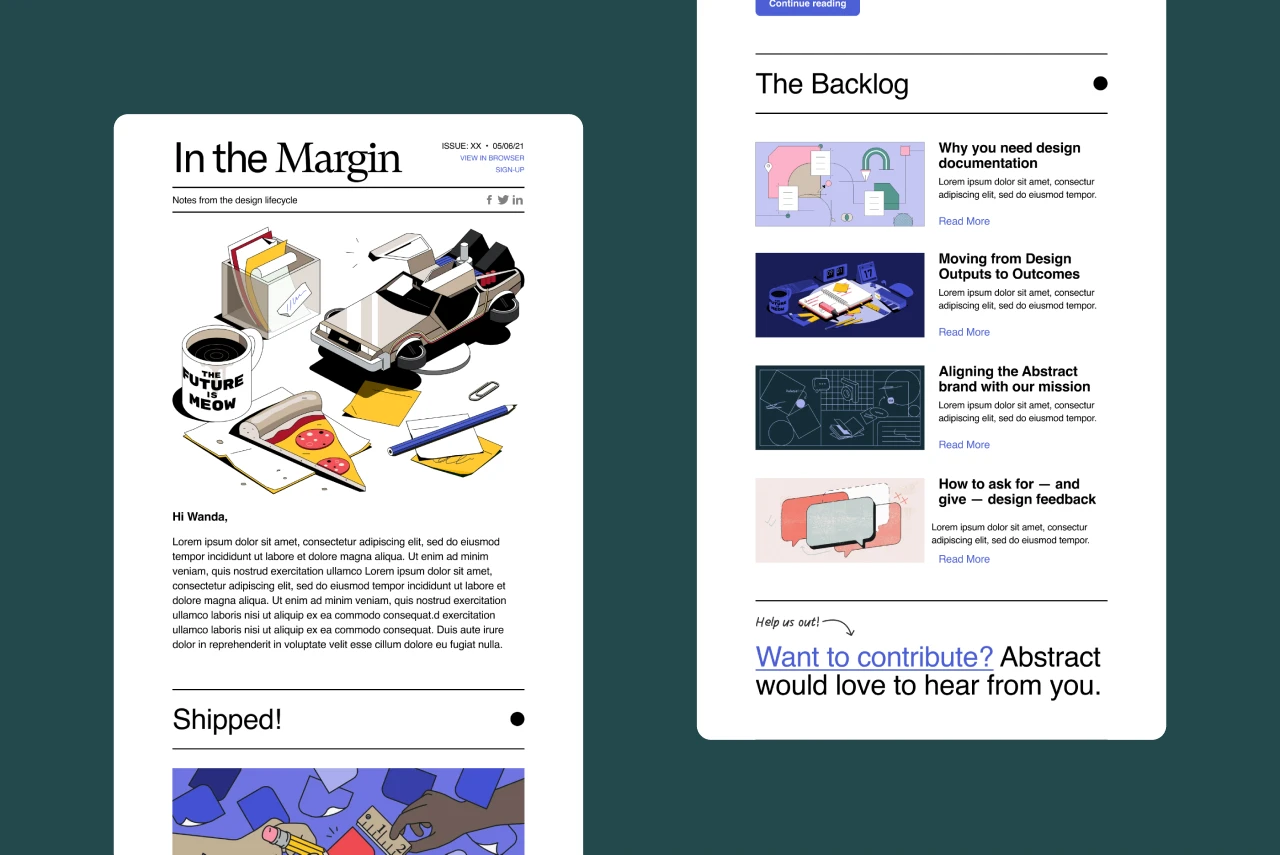 In the Margin
ISSUE: XX • 05/06/21
VIEW IN BROWSER
SIGN-UP
Notes from the design lifecycle
THE
FUTURE
IS
MEOW
Hi Wanda,
Lorem ipsum dolor sit amet, consectetur adipiscing elit, sed do eiusmod
tempor incididunt ut labore et dolore magna aliqua. Ut enim ad minim
veniam, quis nostrud exercitation ullamco Lorem ipsum dolor sit amet,
consectetur adipiscing elit, sed do eiusmod tempor incididunt ut labore et
dolore magna aliqua. Ut enim ad minim veniam, quis nostrud exercitation
ullamco laboris nisi ut aliquip ex ea commodo consequat.d exercitation
ullamco laboris nisi ut aliquip ex ea commodo consequat. Duis aute irure
dolor in reprehenderit in voluptate velit esse cillum dolore eu fugiat nulla.
Shipped!
1
2
Continue reading
The Backlog
Why you need design
documentation
Lorem ipsum dolor sit amet, consectur
adipiscing elit, sed do eiusmod tempor.
Read More
17
Moving from Design
Outputs to Outcomes
Lorem ipsum dolor sit amet, consectur
adipiscing elit, sed do eiusmod tempor.
Read More
Aligning the Abstract
brand with our mission
Lorem ipsum dolor sit amet, consectur
adipiscing elit, sed do eiusmod tempor.
Read More
How to ask for — and
give — design feedback
Lorem ipsum dolor sit amet, consectur
adipiscing elit, sed do eiusmod tempor.
Read More
Help us out!
Want to contribute? Abstract
would love to hear from you.